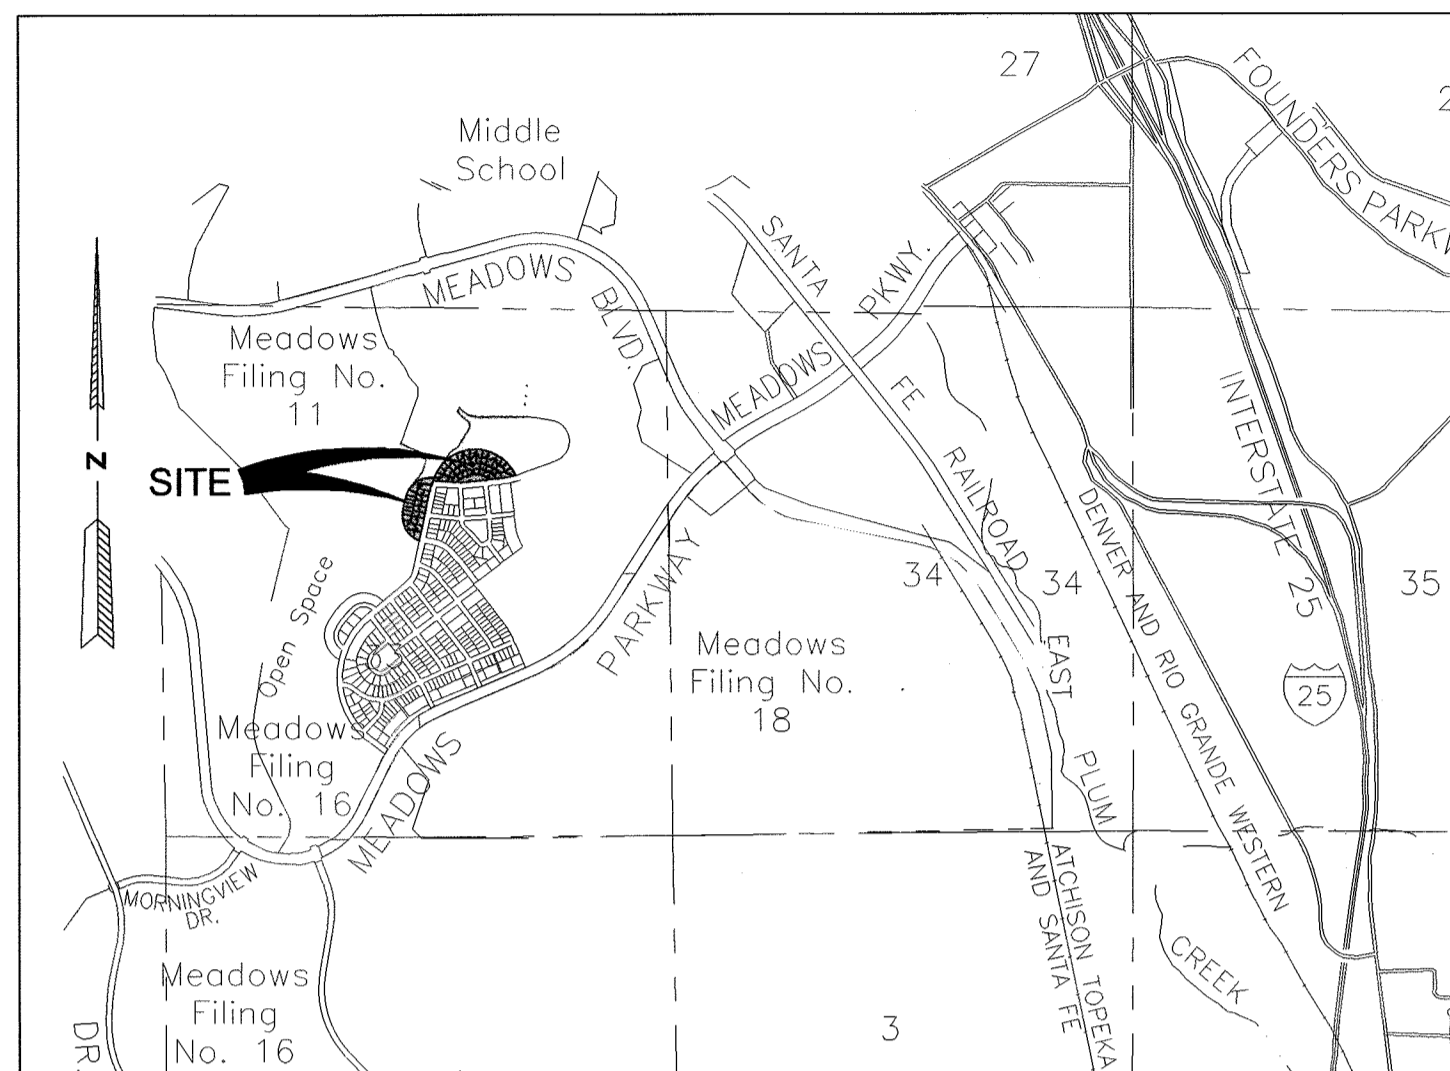 27
2
FOUNDERS PARKW
Middle
School
SANTA
FE
RAILROAD
MEADOWS
BLVD.
MEADOWS
PKWY.
Meadows
Filing No.
11
N
SITE
INTERSTATE 25
34
34
35
DENVER AND RIO GRANDE WESTERN
PARKWAY
Open Space
Meadows
Filing No.
18
EAST
PLUM
CREEK
25
Meadows
Filing
No. 16
MEADOWS
MORNINGVIEW
DR.
ATCHISON TOPEKA
AND SANTA FE
Meadows
Filing
No. 16
DR.
3